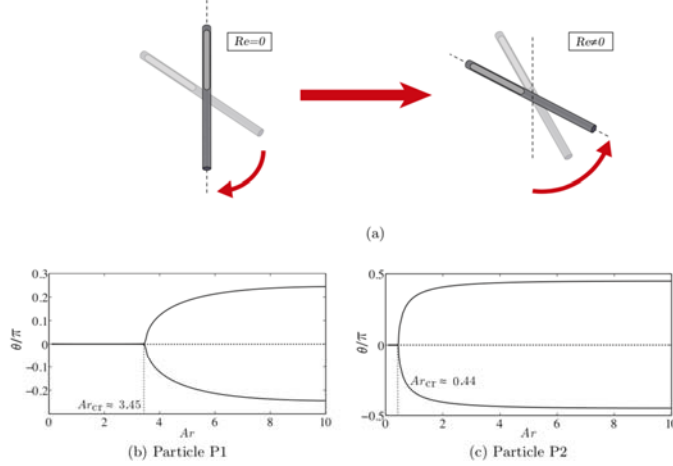 Re=0
Re≠0
(a)
0.3
0.2
0.1
0
−0.1
−0.2
θ/π
Ar_cr ≈ 3.45
0 2 4 6 8 10
Ar
(b) Particle P1
0.5
0
−0.5
θ/π
Ar_cr ≈ 0.44
0 2 4 6 8 10
Ar
(c) Particle P2